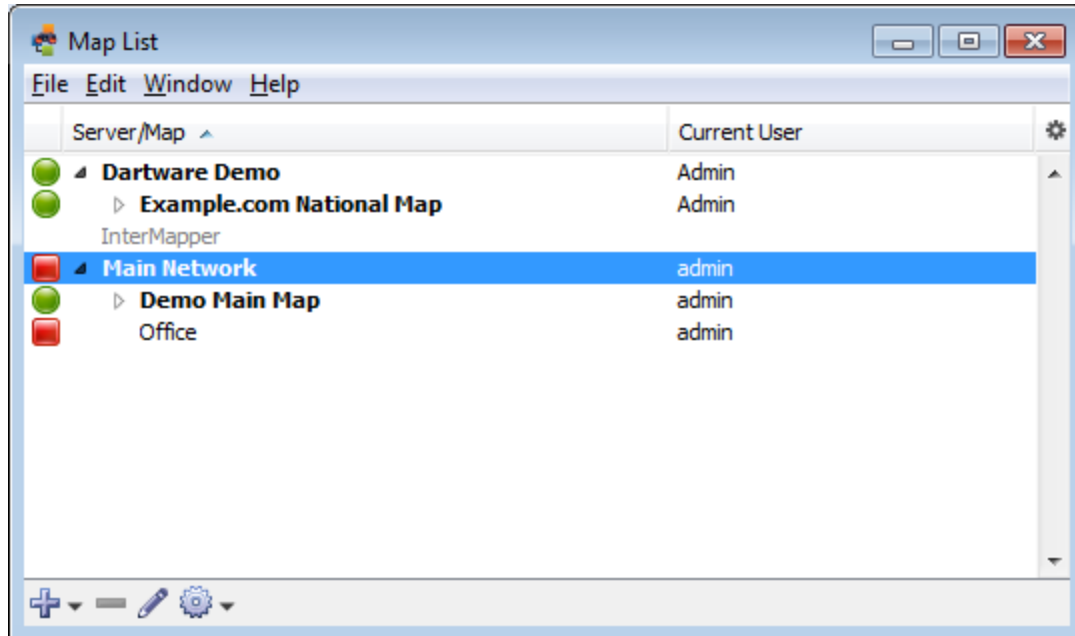 Map List
File Edit Window Help
Server/Map Current User
Dartware Demo Admin
Example.com National Map Admin
InterMapper
Main Network admin
Demo Main Map admin
Office admin